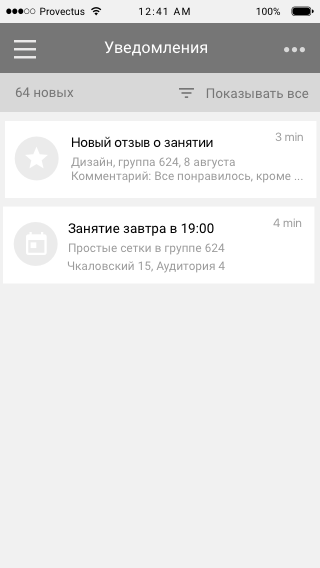 Provectus 12:41 AM 100%
Уведомления
64 новых Показывать все
Новый отзыв о занятии 3 min
Дизайн, группа 624, 8 августа
Комментарий: Все понравилось, кроме ...
Занятие завтра в 19:00 4 min
Простые сетки в группе 624
Чкаловский 15, Аудитория 4